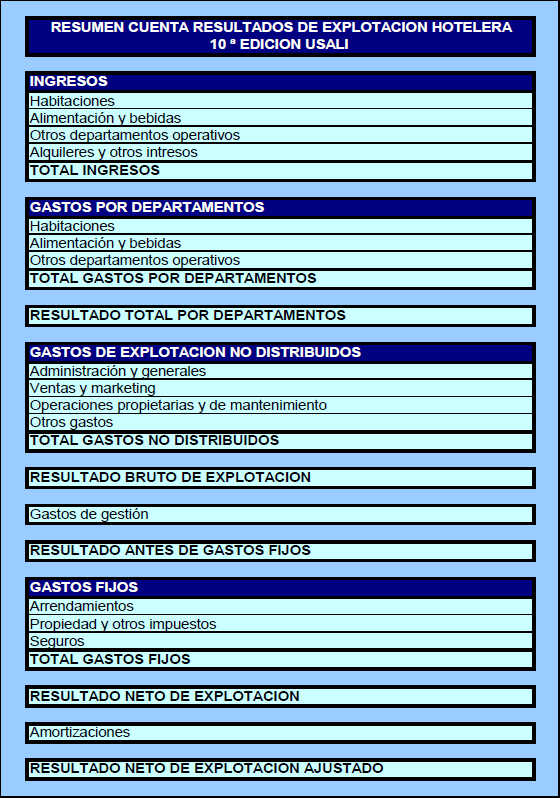 RESUMEN CUENTA RESULTADOS DE EXPLOTACION HOTELERA
10 ª EDICION USALI
INGRESOS
Habitaciones
Alimentación y bebidas
Otros departamentos operativos
Alquileres y otros intresos
TOTAL INGRESOS
GASTOS POR DEPARTAMENTOS
Habitaciones
Alimentación y bebidas
Otros departamentos operativos
TOTAL GASTOS POR DEPARTAMENTOS
RESULTADO TOTAL POR DEPARTAMENTOS
GASTOS DE EXPLOTACION NO DISTRIBUIDOS
Administración y generales
Ventas y marketing
Operaciones propietarias y de mantenimiento
Otros gastos
TOTAL GASTOS NO DISTRIBUIDOS
RESULTADO BRUTO DE EXPLOTACION
Gastos de gestión
RESULTADO ANTES DE GASTOS FIJOS
GASTOS FIJOS
Arrendamientos
Propiedad y otros impuestos
Seguros
TOTAL GASTOS FIJOS
RESULTADO NETO DE EXPLOTACION
Amortizaciones
RESULTADO NETO DE EXPLOTACION AJUSTADO